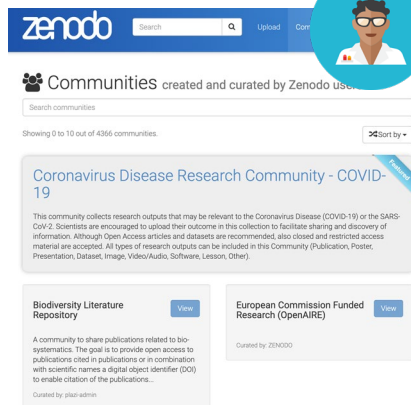 zenodo
Search
Upload
Communities created and curated by Zenodo
Search communities
Showing 0 to 10 out of 4366 communities.
Sort by
Featured
Coronavirus Disease Research Community - COVID-
19
This community collects research outputs that may be relevant to the Coronavirus Disease (COVID-19) or the SARS-
CoV-2. Scientists are encouraged to upload their outcome in this collection to facilitate sharing and discovery of
information. Although Open Access articles and datasets are recommended, also closed and restricted access
material are accepted. All types of research outputs can be included in this Community (Publication, Poster,
Presentation, Dataset, Image, Video/Audio, Software, Lesson, Other).
Biodiversity Literature
Repository
View
A community to share publications related to bio-
systematics. The goal is to provide open access to
publications cited in publications or in combination
with scientific names a digital object identifier (DOI)
to enable citation of the publications...
Curated by: plazi-admin
European Commission Funded
Research (OpenAIRE)
View
Curated by: ZENODO